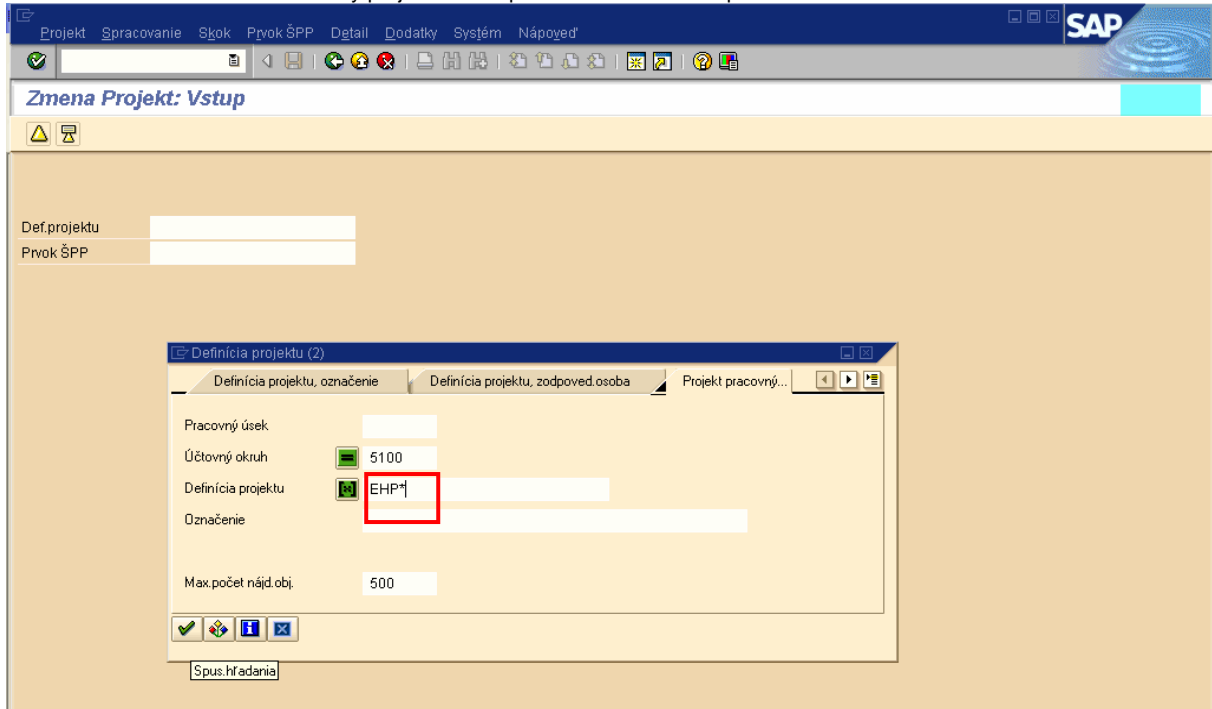 Projekt Spracovanie Skok Prvok ŠPP Detail Dodatky Systém Nápoveď
SAP
Zmena Projekt: Vstup
Def.projektu
Prvok ŠPP
Definícia projektu (2)
Definícia projektu, označenie Definícia projektu, zodpoved.osoba Projekt pracovný...
Pracovný úsek
Účtovný okruh 5100
Definícia projektu EHP*
Označenie
Max.počet nájd.obj. 500
Spus.hľadania